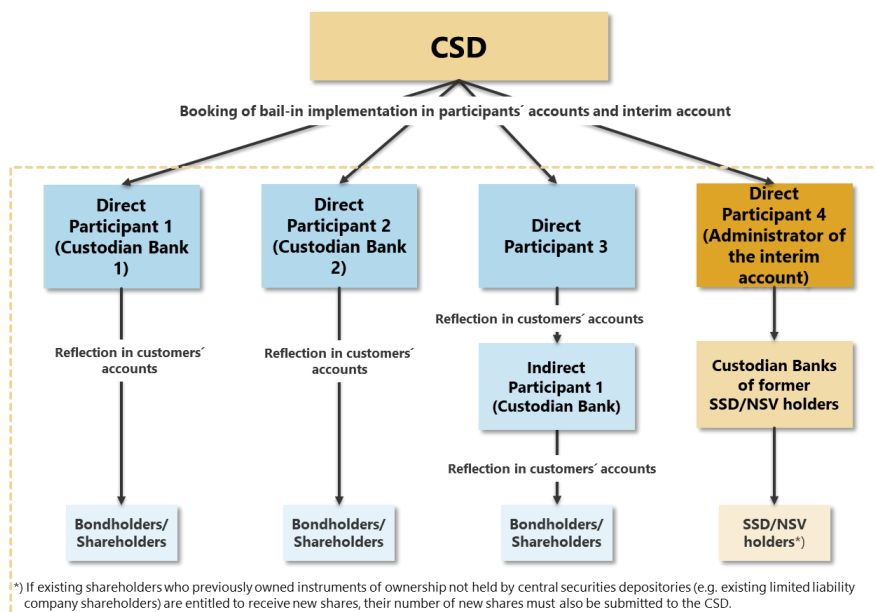 CSD
Booking of bail-in implementation in participants´ accounts and interim account
Direct
Participant 1
(Custodian Bank
1)
Direct
Participant 2
(Custodian Bank
2)
Direct
Participant 3
Direct
Participant 4
(Administrator of
the interim
account)
Reflection in customers´
accounts
Reflection in customers´
accounts
Reflection in customers´ accounts
Indirect
Participant 1
(Custodian Bank)
Custodian Banks
of former
SSD/NSV holders
Reflection in customers´ accounts
Bondholders/
Shareholders
Bondholders/
Shareholders
Bondholders/
Shareholders
SSD/NSV
holders*)
*) If existing shareholders who previously owned instruments of ownership not held by central securities depositories (e.g. existing limited liability
company shareholders) are entitled to receive new shares, their number of new shares must also be submitted to the CSD.